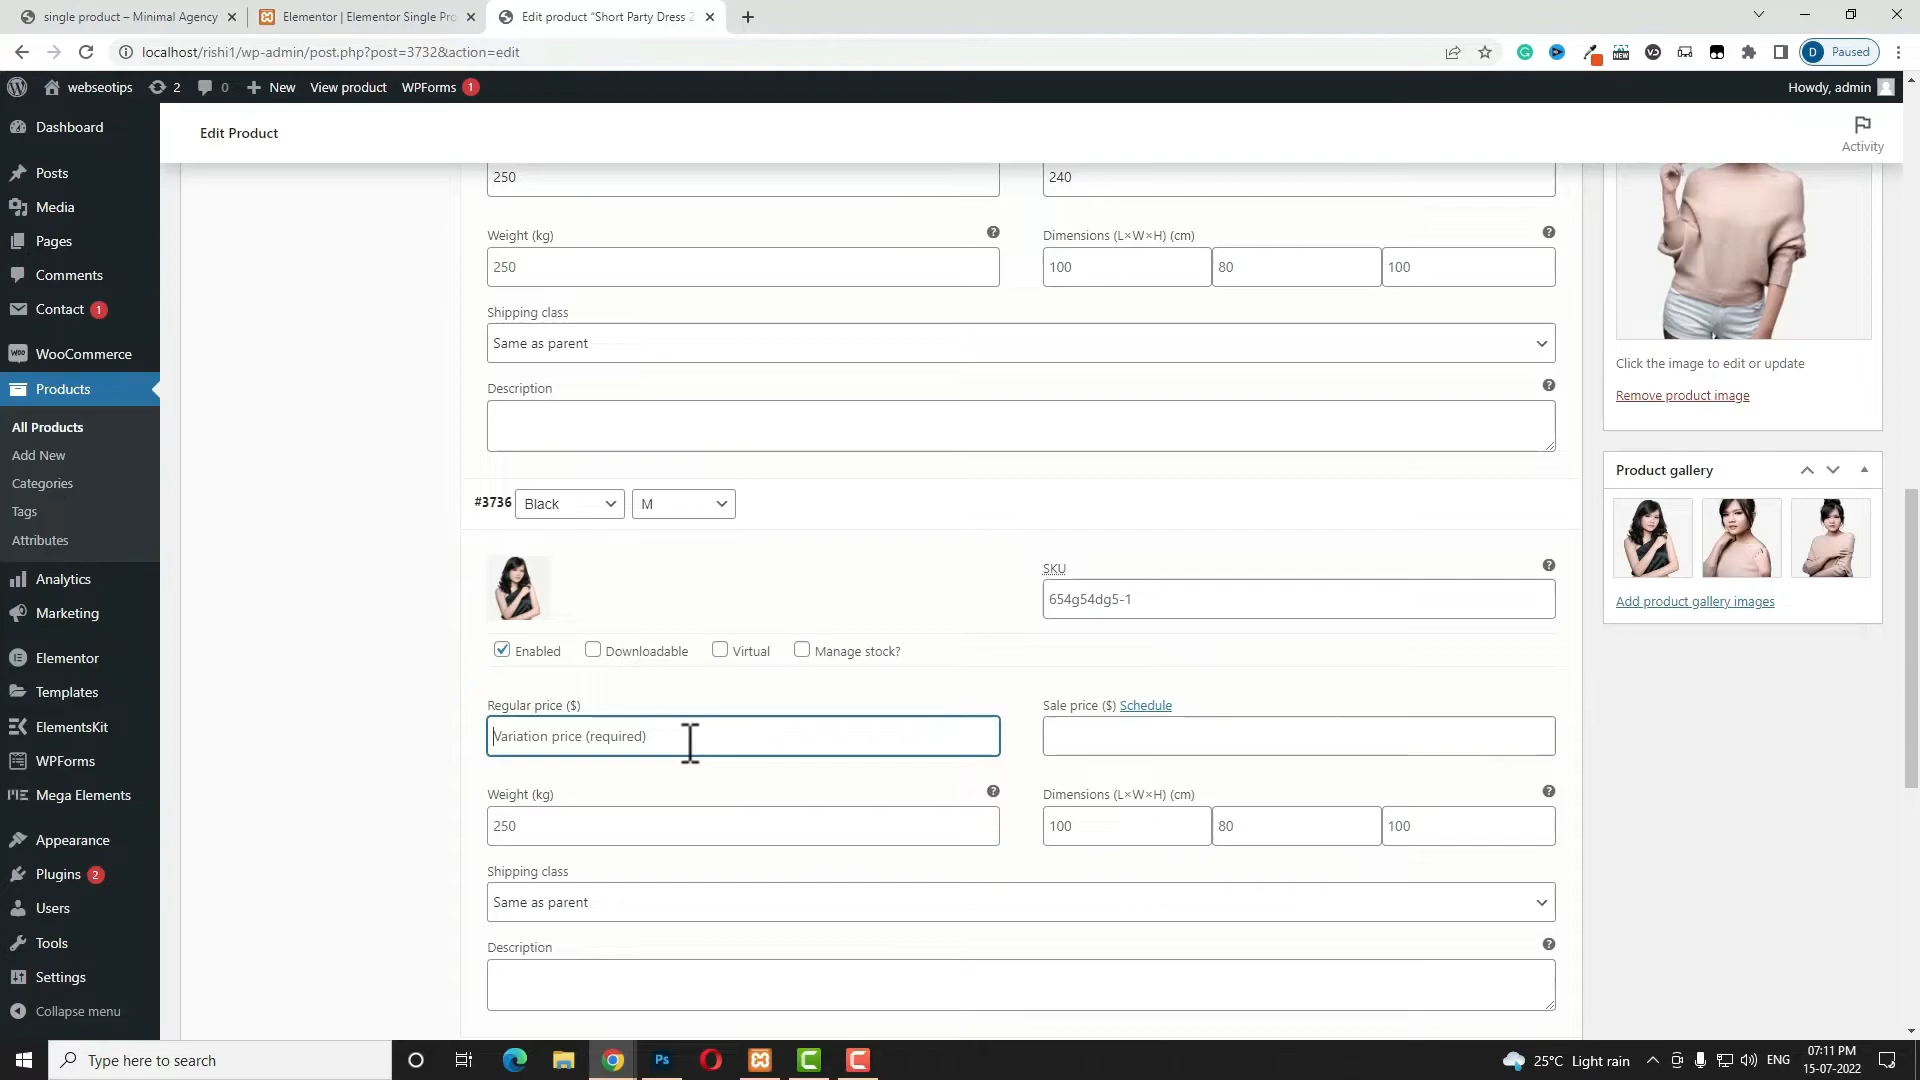 single product – Minimal Agency
Elementor | Elementor Single Pro
Edit product “Short Party Dress 2
localhost/rishi1/wp-admin/post.php?post=3732&action=edit
NEW
D Paused
webseotips
2
0
New
View product
WPForms 1
Howdy, admin
Dashboard
Posts
Media
Pages
Comments
Contact 1
WooCommerce
Products
All Products
Add New
Categories
Tags
Attributes
Analytics
Marketing
Elementor
Templates
ElementsKit
WPForms
Mega Elements
Appearance
Plugins 2
Users
Tools
Settings
Collapse menu
Edit Product
Activity
250
240
Weight (kg)
Dimensions (L×W×H) (cm)
250
100
80
100
Shipping class
Same as parent
Description
#3736 Black M
SKU
654g54dg5-1
Enabled
Downloadable
Virtual
Manage stock?
Regular price ($)
Sale price ($) Schedule
Variation price (required)
Weight (kg)
Dimensions (L×W×H) (cm)
250
100
80
100
Shipping class
Same as parent
Description
Click the image to edit or update
Remove product image
Product gallery
Add product gallery images
Type here to search
Ps
25°C Light rain
ENG
07:11 PM
15-07-2022